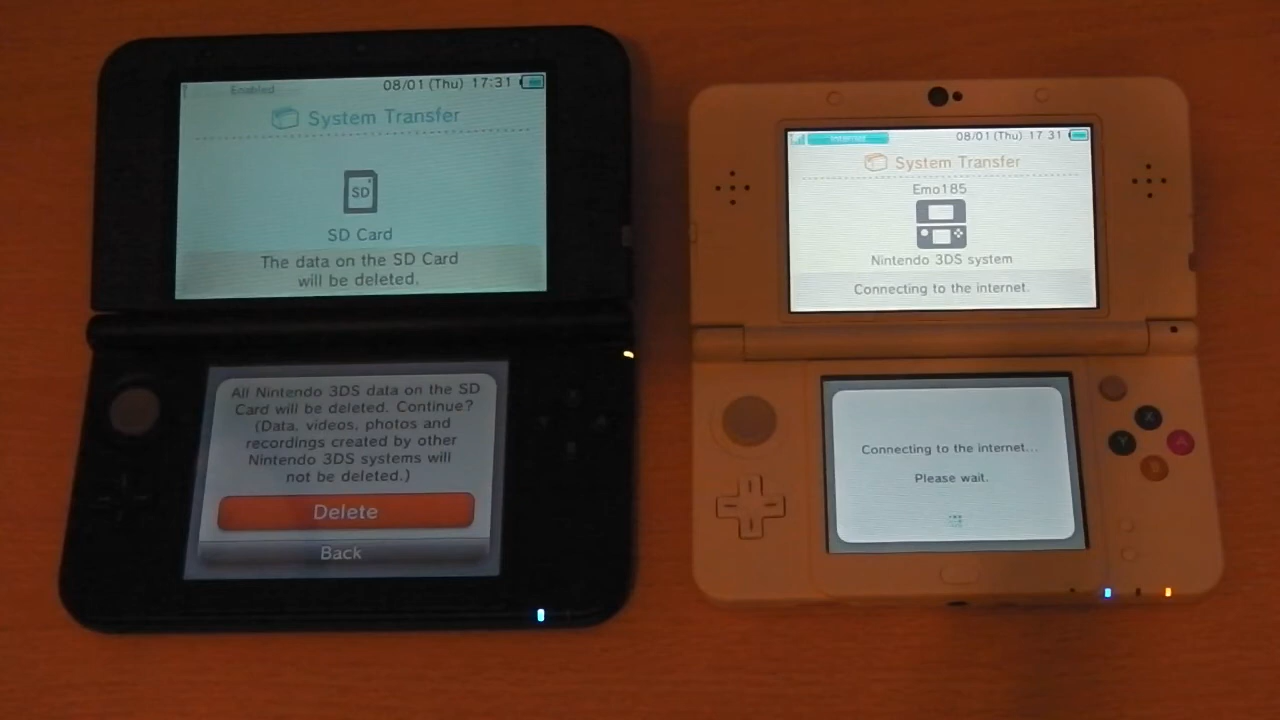 Enabled
08/01 (Thu) 17:31
System Transfer
SD
SD Card
The data on the SD Card
will be deleted.
All Nintendo 3DS data on the SD
Card will be deleted. Continue?
(Data, videos, photos and
recordings created by other
Nintendo 3DS systems will
not be deleted.)
Delete
Back
Internet
08/01 (Thu) 17 31
System Transfer
Emo185
Nintendo 3DS system
Connecting to the internet.
Connecting to the internet...
Please wait.
X
Y
A
B